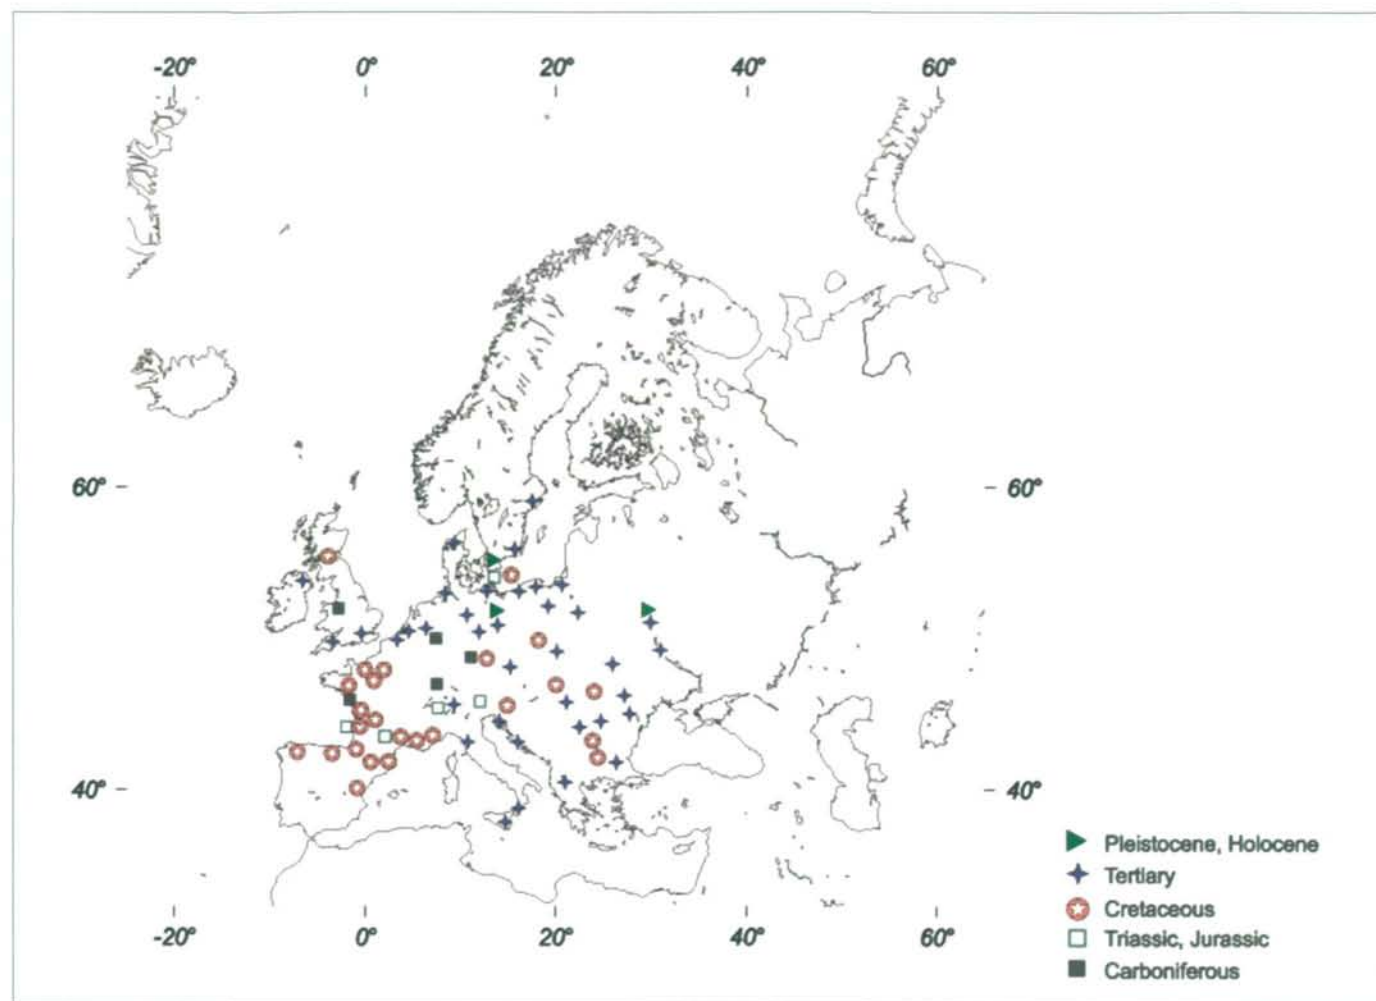 -20° 0° 20° 40° 60°
60° 60°
40° 40°
Pleistocene, Holocene
Tertiary
Cretaceous
Triassic, Jurassic
Carboniferous
-20° 0° 20° 40° 60°